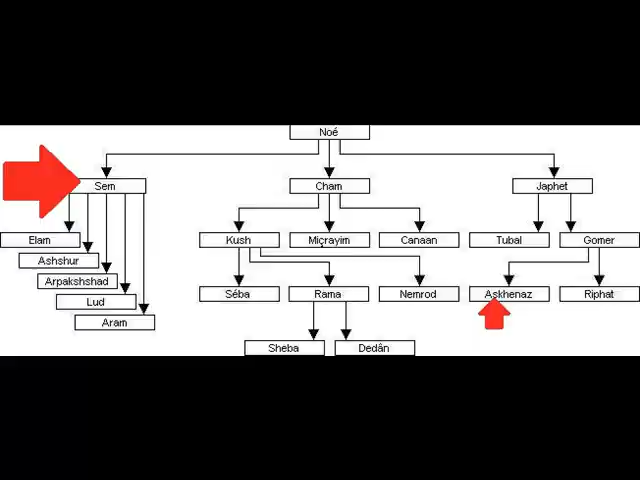 Noé
Sem
Cham
Japhet
Elam
Kush
Miçrayim
Canaan
Tubal
Gomer
Ashshur
Arpakshshad
Séba
Rama
Nemrod
Askhenaz
Riphat
Lud
Aram
Sheba
Dedân